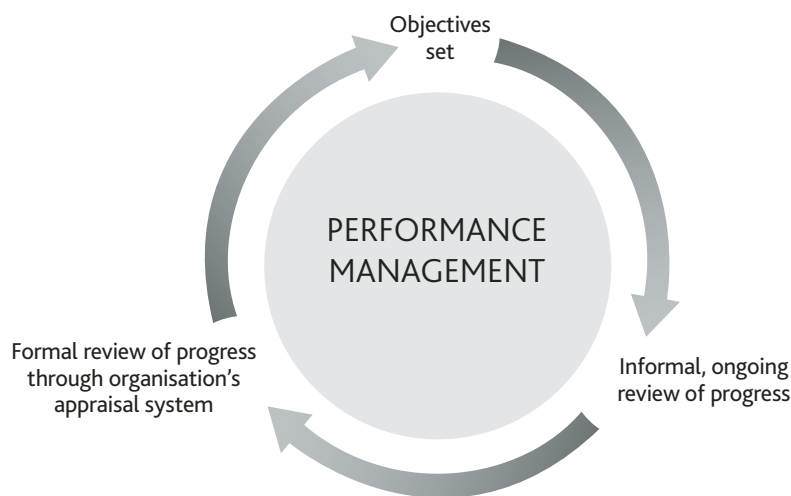 Objectives
set
PERFORMANCE
MANAGEMENT
Informal, ongoing
review of progress
Formal review of progress
through organisation’s
appraisal system